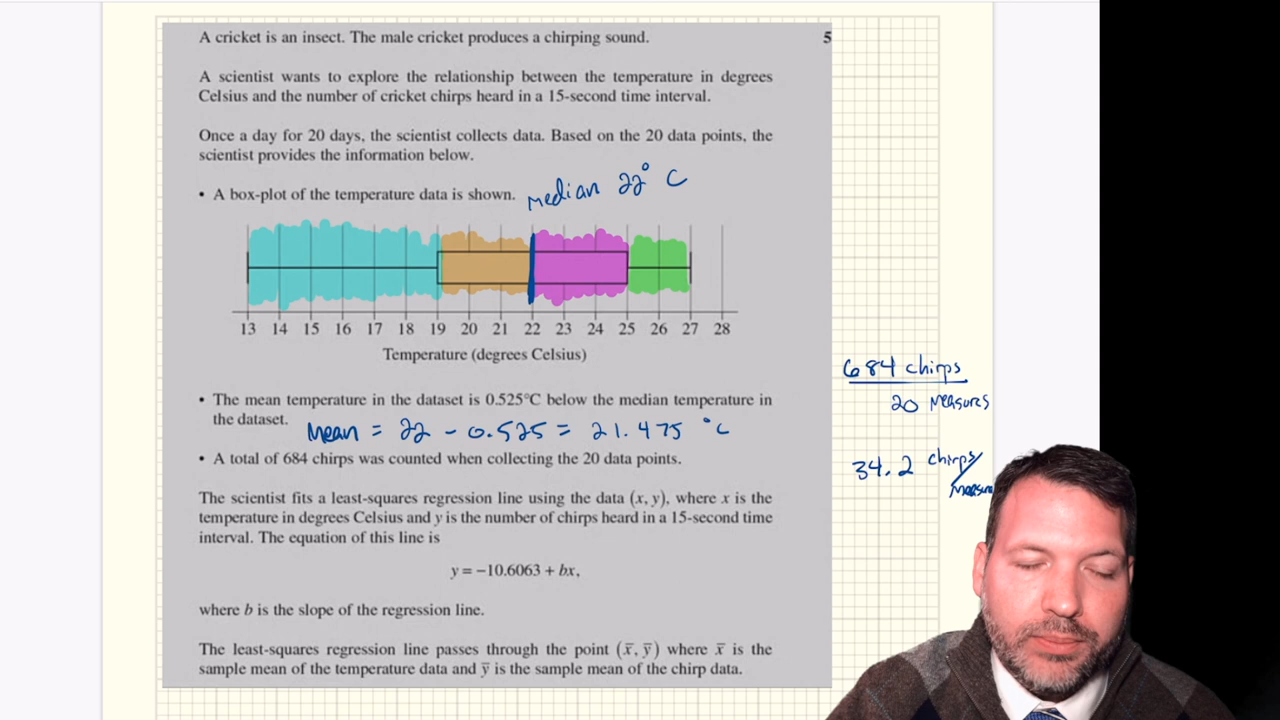 A cricket is an insect. The male cricket produces a chirping sound.
5
A scientist wants to explore the relationship between the temperature in degrees
Celsius and the number of cricket chirps heard in a 15-second time interval.
Once a day for 20 days, the scientist collects data. Based on the 20 data points, the
scientist provides the information below.
• A box-plot of the temperature data is shown.
median 22° C
13 14 15 16 17 18 19 20 21 22 23 24 25 26 27 28
Temperature (degrees Celsius)
684 chirps
20 Measures
34.2 chirps/
• The mean temperature in the dataset is 0.525°C below the median temperature in
the dataset.
Mean = 22 - 0.525 = 21.475 °C
• A total of 684 chirps was counted when collecting the 20 data points.
The scientist fits a least-squares regression line using the data (x, y), where x is the
temperature in degrees Celsius and y is the number of chirps heard in a 15-second time
interval. The equation of this line is
y = −10.6063 + bx,
where b is the slope of the regression line.
The least-squares regression line passes through the point (x̅, y̅) where x̅ is the
sample mean of the temperature data and y̅ is the sample mean of the chirp data.